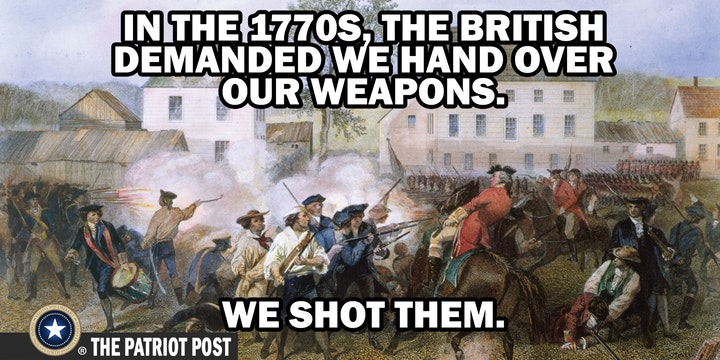 IN THE 1770S, THE BRITISH
DEMANDED WE HAND OVER
OUR WEAPONS.
WE SHOT THEM.
® THE PATRIOT POST